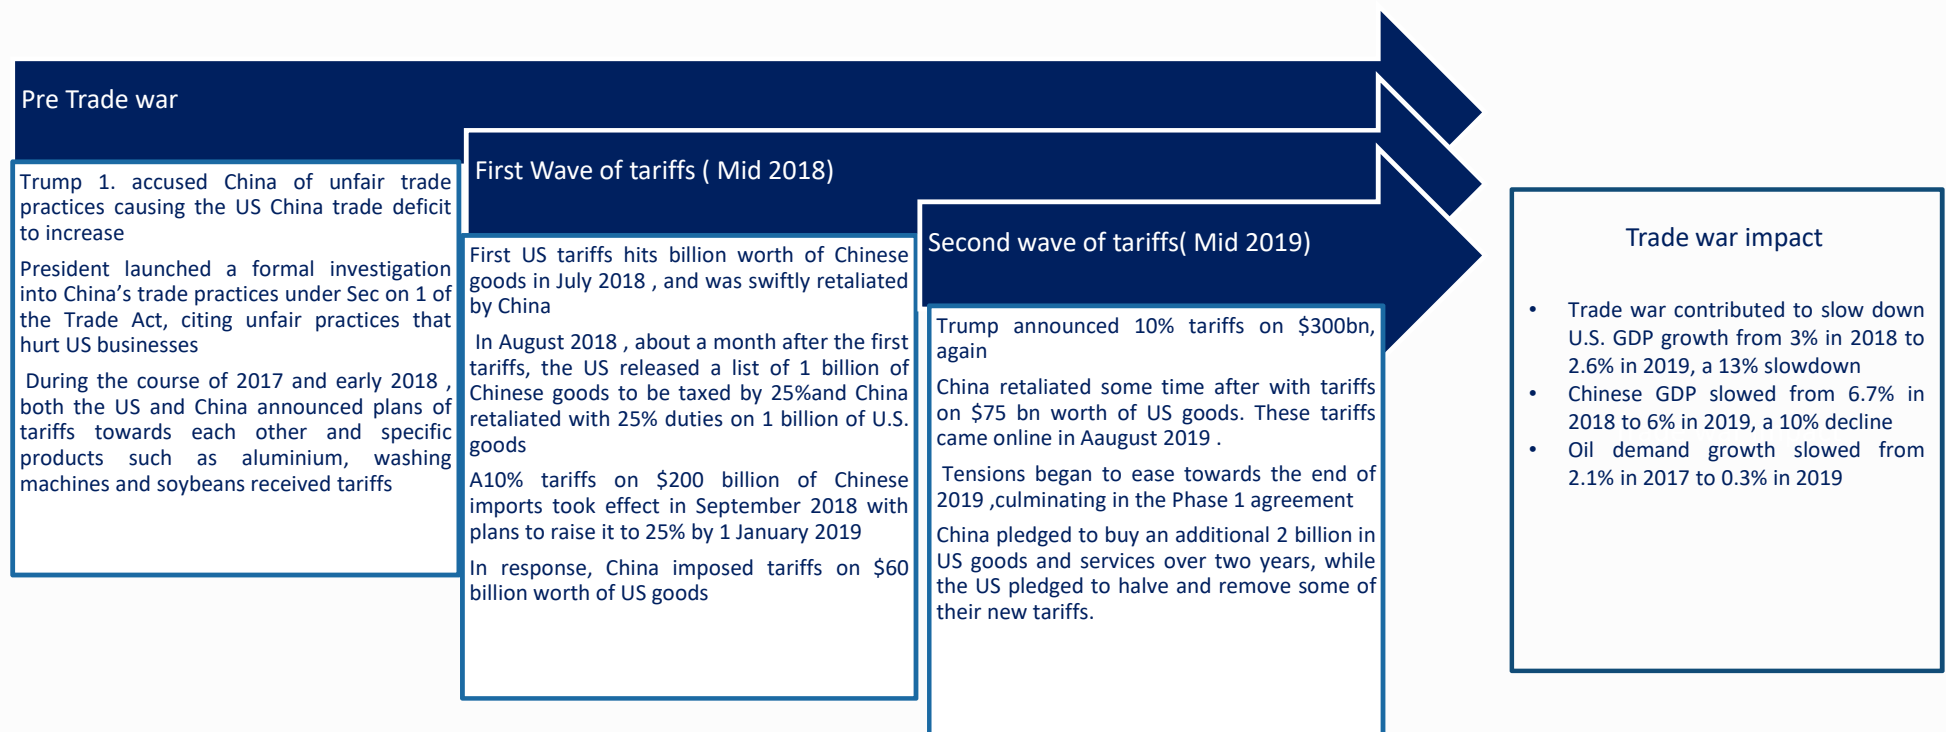 Pre Trade war
Trump 1. accused China of unfair trade
practices causing the US China trade deficit
to increase
President launched a formal investigation
into China’s trade practices under Sec on 1 of
the Trade Act, citing unfair practices that
hurt US businesses
During the course of 2017 and early 2018 ,
both the US and China announced plans of
tariffs towards each other and specific
products such as aluminium, washing
machines and soybeans received tariffs
First Wave of tariffs ( Mid 2018)
First US tariffs hits billion worth of Chinese
goods in July 2018 , and was swiftly retaliated
by China
In August 2018 , about a month after the first
tariffs, the US released a list of 1 billion of
Chinese goods to be taxed by 25%and China
retaliated with 25% duties on 1 billion of U.S.
goods
A10% tariffs on $200 billion of Chinese
imports took effect in September 2018 with
plans to raise it to 25% by 1 January 2019
In response, China imposed tariffs on $60
billion worth of US goods
Second wave of tariffs( Mid 2019)
Trump announced 10% tariffs on $300bn,
again
China retaliated some time after with tariffs
on $75 bn worth of US goods. These tariffs
came online in Aaugust 2019 .
Tensions began to ease towards the end of
2019 ,culminating in the Phase 1 agreement
China pledged to buy an additional 2 billion in
US goods and services over two years, while
the US pledged to halve and remove some of
their new tariffs.
Trade war impact
• Trade war contributed to slow down
U.S. GDP growth from 3% in 2018 to
2.6% in 2019, a 13% slowdown
• Chinese GDP slowed from 6.7% in
2018 to 6% in 2019, a 10% decline
• Oil demand growth slowed from
2.1% in 2017 to 0.3% in 2019